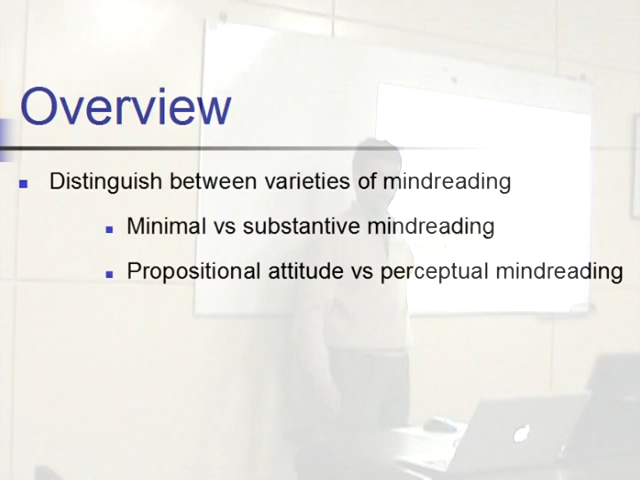 Overview
Distinguish between varieties of mindreading
Minimal vs substantive mindreading
Propositional attitude vs perceptual mindreading